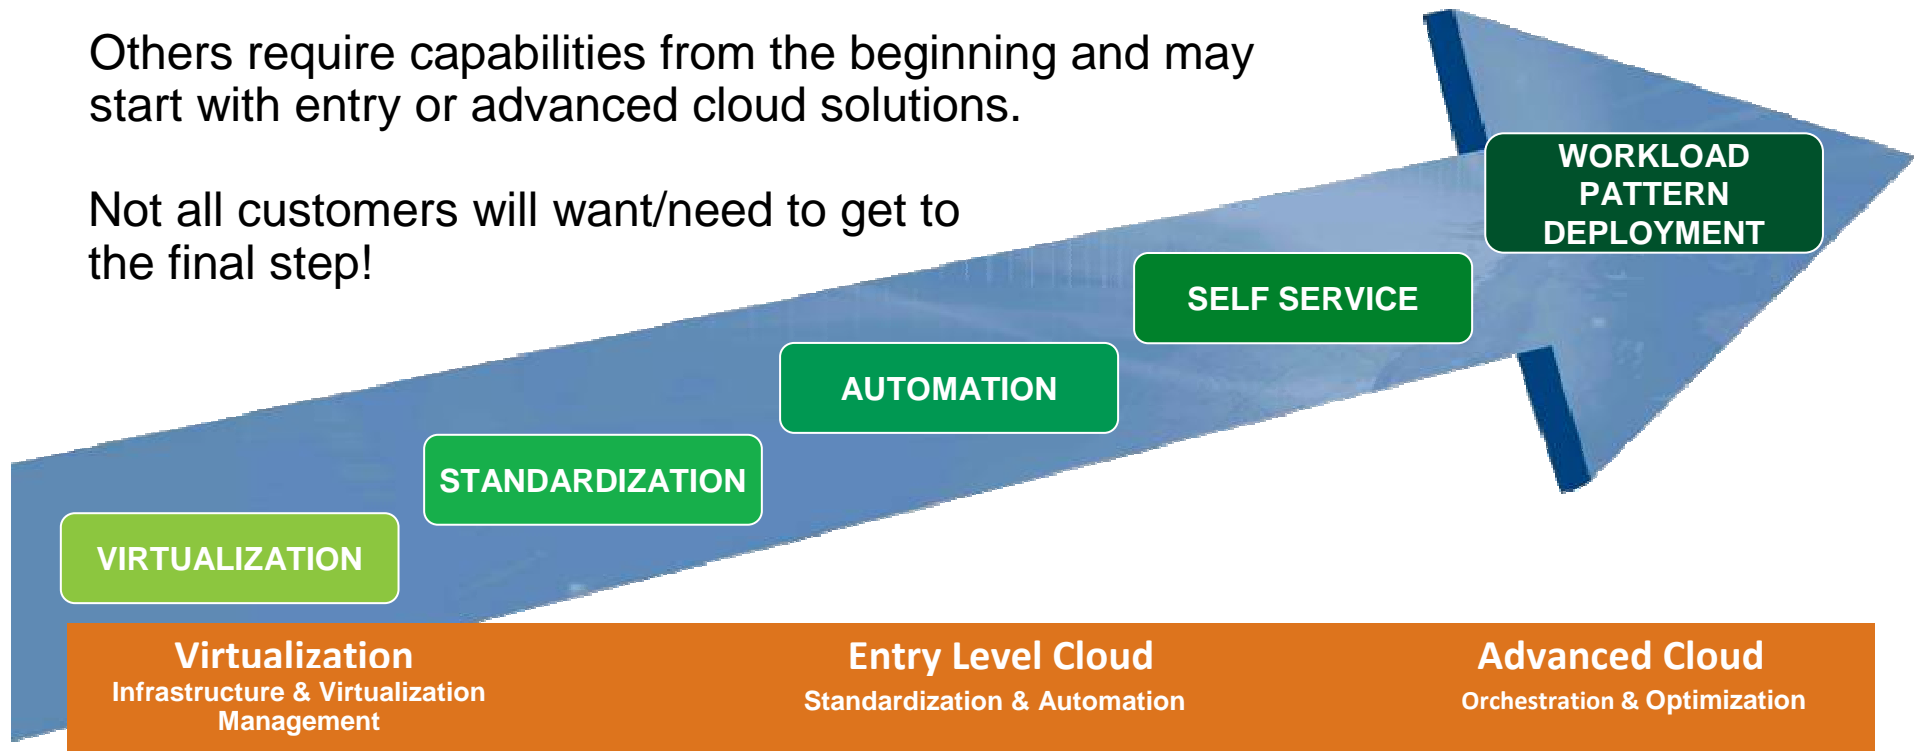 Others require capabilities from the beginning and may
start with entry or advanced cloud solutions.
Not all customers will want/need to get to
the final step!
WORKLOAD
PATTERN
DEPLOYMENT
SELF SERVICE
AUTOMATION
STANDARDIZATION
VIRTUALIZATION
Virtualization
Infrastructure & Virtualization
Management
Entry Level Cloud
Standardization & Automation
Advanced Cloud
Orchestration & Optimization